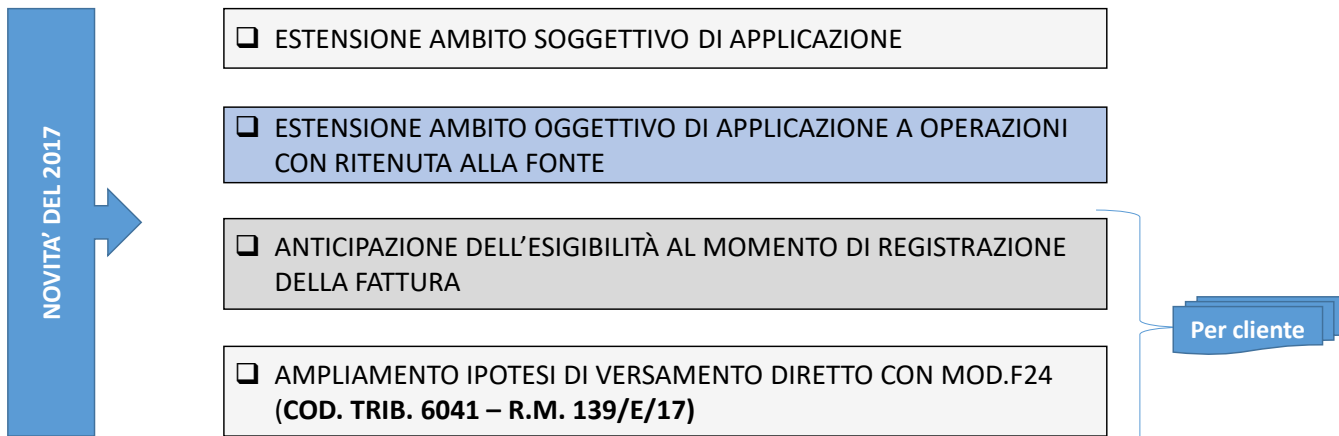 NOVITA' DEL 2017
❑ ESTENSIONE AMBITO SOGGETTIVO DI APPLICAZIONE
❑ ESTENSIONE AMBITO OGGETTIVO DI APPLICAZIONE A OPERAZIONI
CON RITENUTA ALLA FONTE
❑ ANTICIPAZIONE DELL'ESIGIBILITÀ AL MOMENTO DI REGISTRAZIONE
DELLA FATTURA
❑ AMPLIAMENTO IPOTESI DI VERSAMENTO DIRETTO CON MOD.F24
(COD. TRIB. 6041 – R.M. 139/E/17)
Per cliente